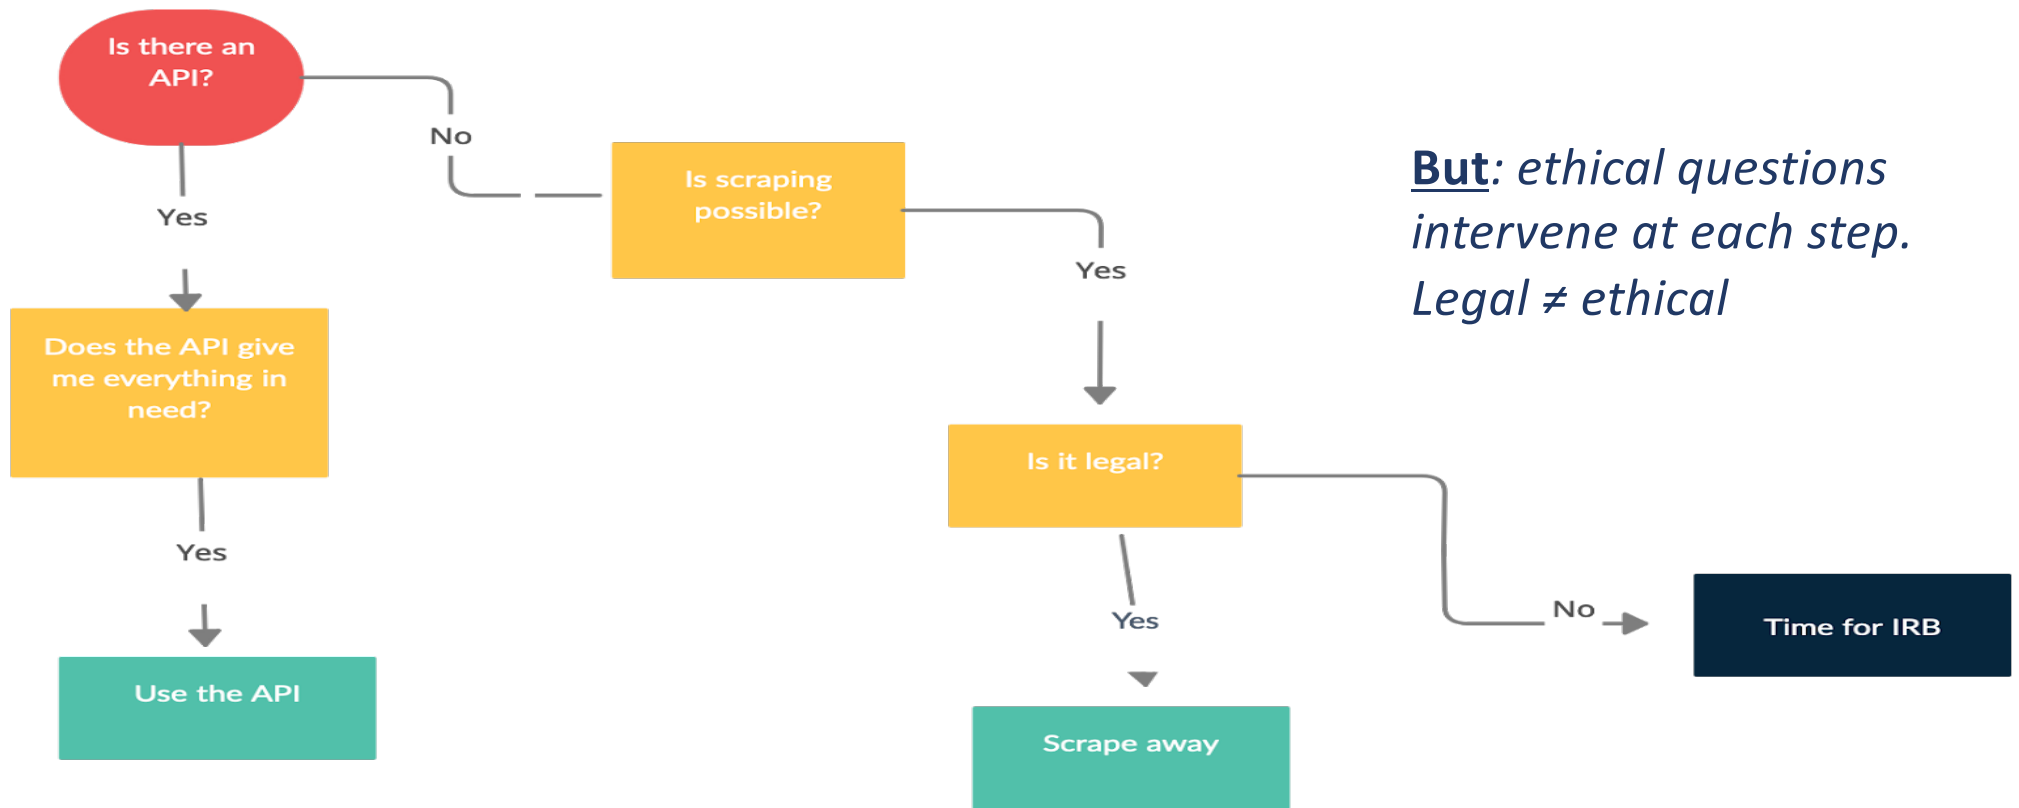 Is there an
API?
No
Yes
Is scraping
possible?
Yes
But: ethical questions
intervene at each step.
Legal ≠ ethical
Does the API give
me everything in
need?
Yes
Use the API
Is it legal?
Yes
No
Scrape away
Time for IRB